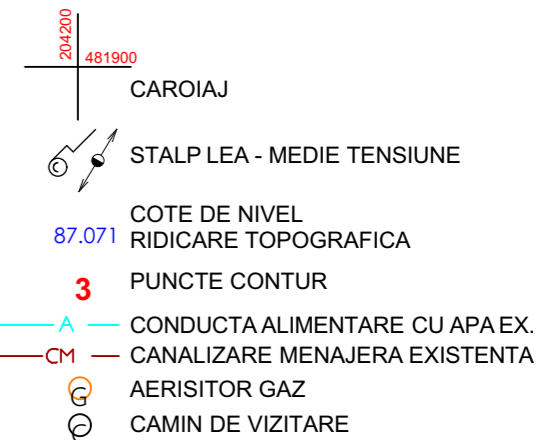 204200
481900
CAROIAJ
C
STALP LEA - MEDIE TENSIUNE
COTE DE NIVEL
87.071 RIDICARE TOPOGRAFICA
3 PUNCTE CONTUR
A CONDUCTA ALIMENTARE CU APA EX.
CM CANALIZARE MENAJERA EXISTENTA
G AERISITOR GAZ
C CAMIN DE VIZITARE